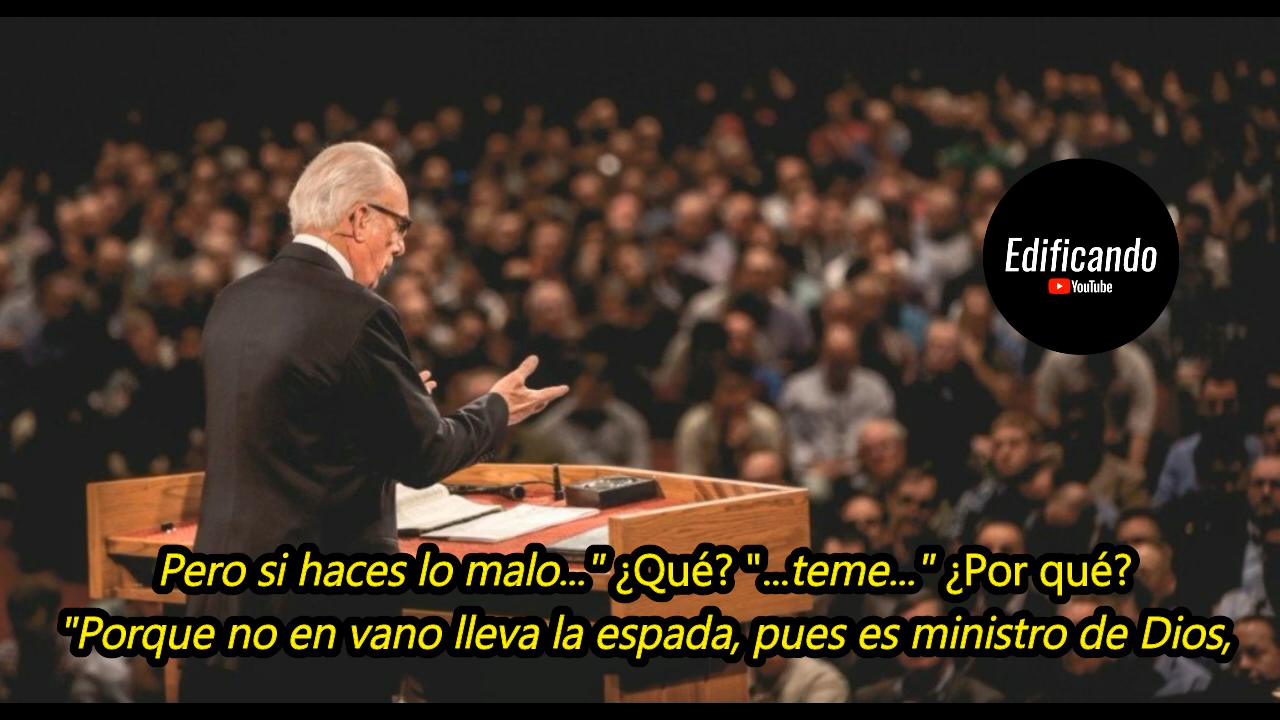 Edificando
YouTube
Pero si haces lo malo..." ¿Qué? "...teme..." ¿Por qué?
"Porque no en vano lleva la espada, pues es ministro de Dios,